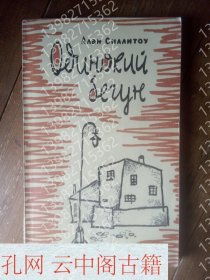 Алан Силлитоу
Одинокий
бегун
孔网 云中阁古籍